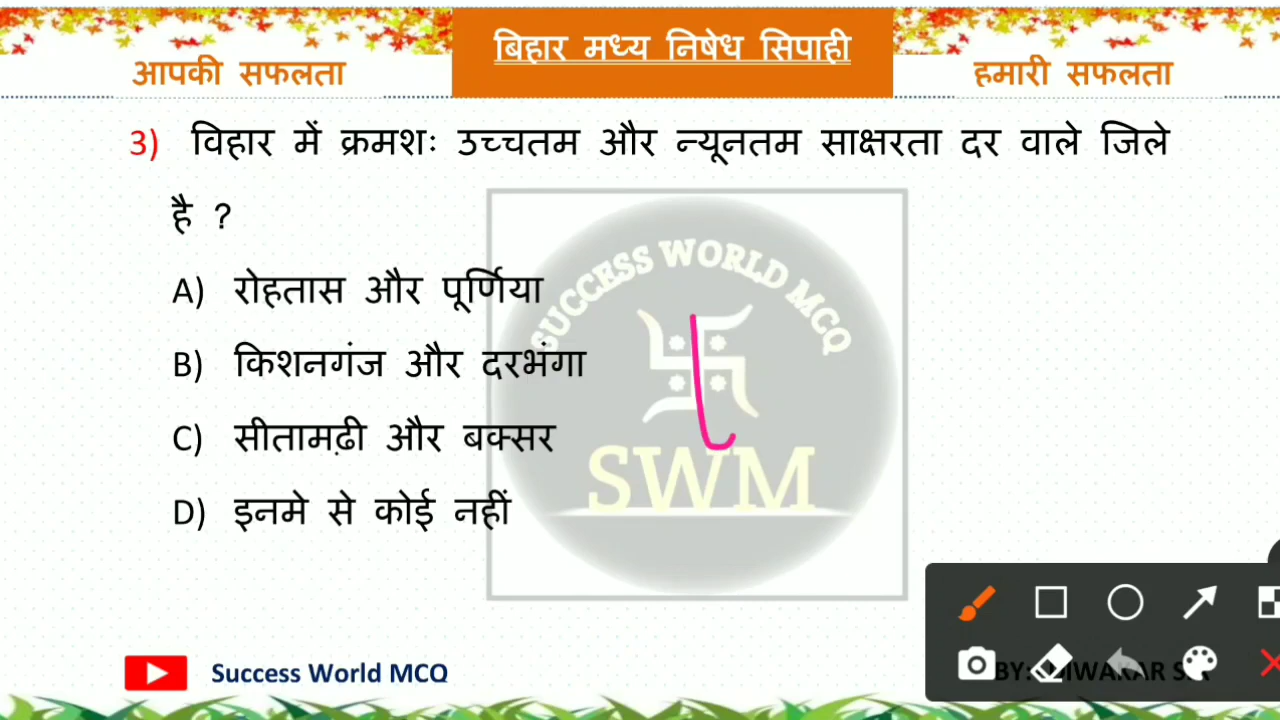 बिहार मध्य निषेध सिपाही
आपकी सफलता
हमारी सफलता
3) विहार में क्रमशः उच्चतम और न्यूनतम साक्षरता दर वाले जिले
है ?
A) रोहतास और पूर्णिया
B) किशनगंज और दरभंगा
C) सीतामढ़ी और बक्सर
D) इनमे से कोई नहीं
SUCCESS WORLD MCQ
SWM
Success World MCQ
BY: